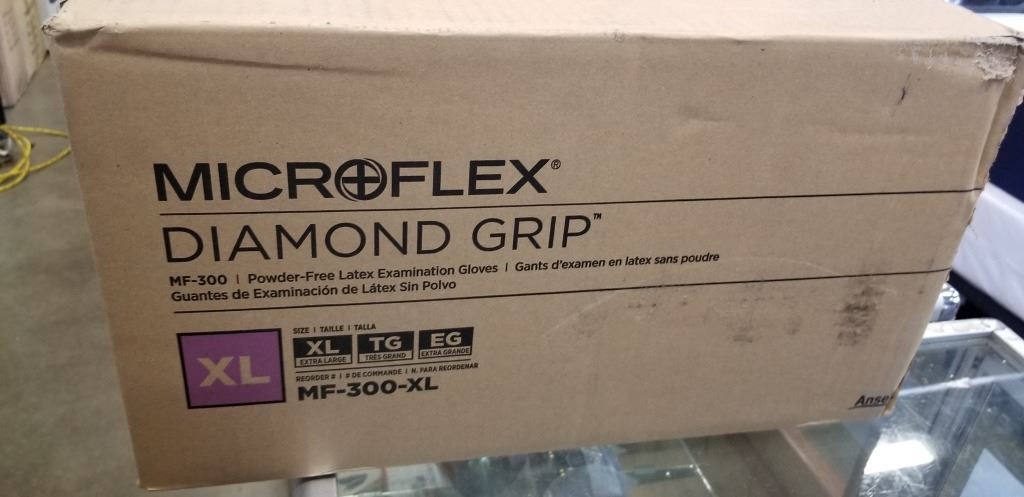 MICROFLEX®
DIAMOND GRIP™
MF-300 | Powder-Free Latex Examination Gloves | Gants d'examen en latex sans poudre
Guantes de Examinación de Látex Sin Polvo
XL
SIZE | TAILLE | TALLA
XL TG EG
EXTRA LARGE TRÈS GRAND EXTRA GRANDE
REORDER # | # DE COMMANDE | N. PARA REORDENAR
MF-300-XL
Anse